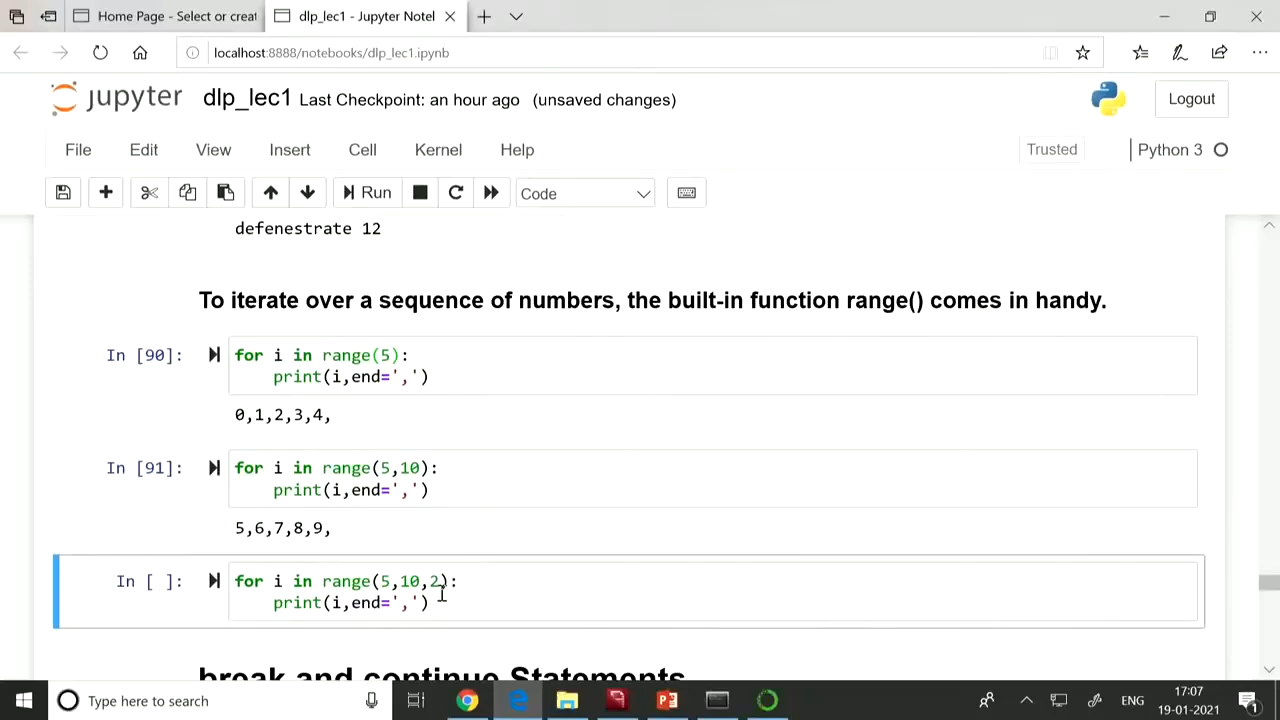 Home Page - Select or creat
dlp_lec1 - Jupyter Notel
localhost:8888/notebooks/dlp_lec1.ipynb
jupyter dlp_lec1 Last Checkpoint: an hour ago (unsaved changes)
Logout
File Edit View Insert Cell Kernel Help
Trusted
Python 3
Run
Code
defenestrate 12
To iterate over a sequence of numbers, the built-in function range() comes in handy.
In [90]: for i in range(5):
print(i,end=',')
0,1,2,3,4,
In [91]: for i in range(5,10):
print(i,end=',')
5,6,7,8,9,
In [ ]: for i in range(5,10,2):
print(i,end=',')
break and continue Statements
Type here to search
ENG
17:07
19-01-2021
1